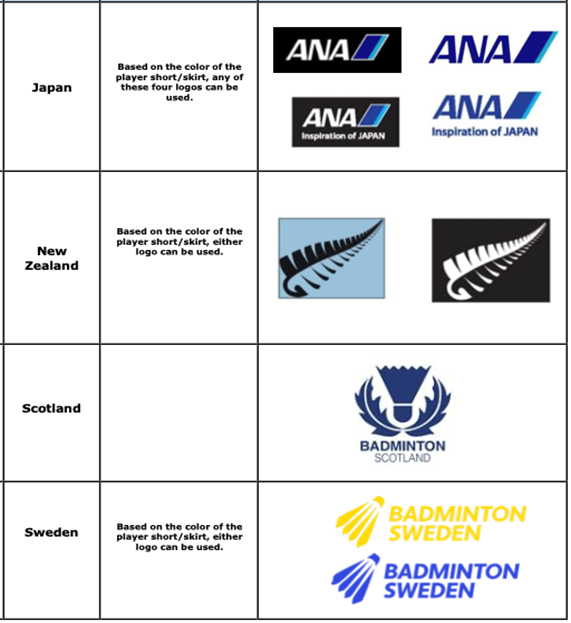 Japan
Based on the color of the
player short/skirt, any of
these four logos can be
used.
ANA
ANA
ANA
Inspiration of JAPAN
ANA
Inspiration of JAPAN
New
Zealand
Based on the color of the
player short/skirt, either
logo can be used.
Scotland
BADMINTON
SCOTLAND
Sweden
Based on the color of the
player short/skirt, either
logo can be used.
BADMINTON
SWEDEN
BADMINTON
SWEDEN